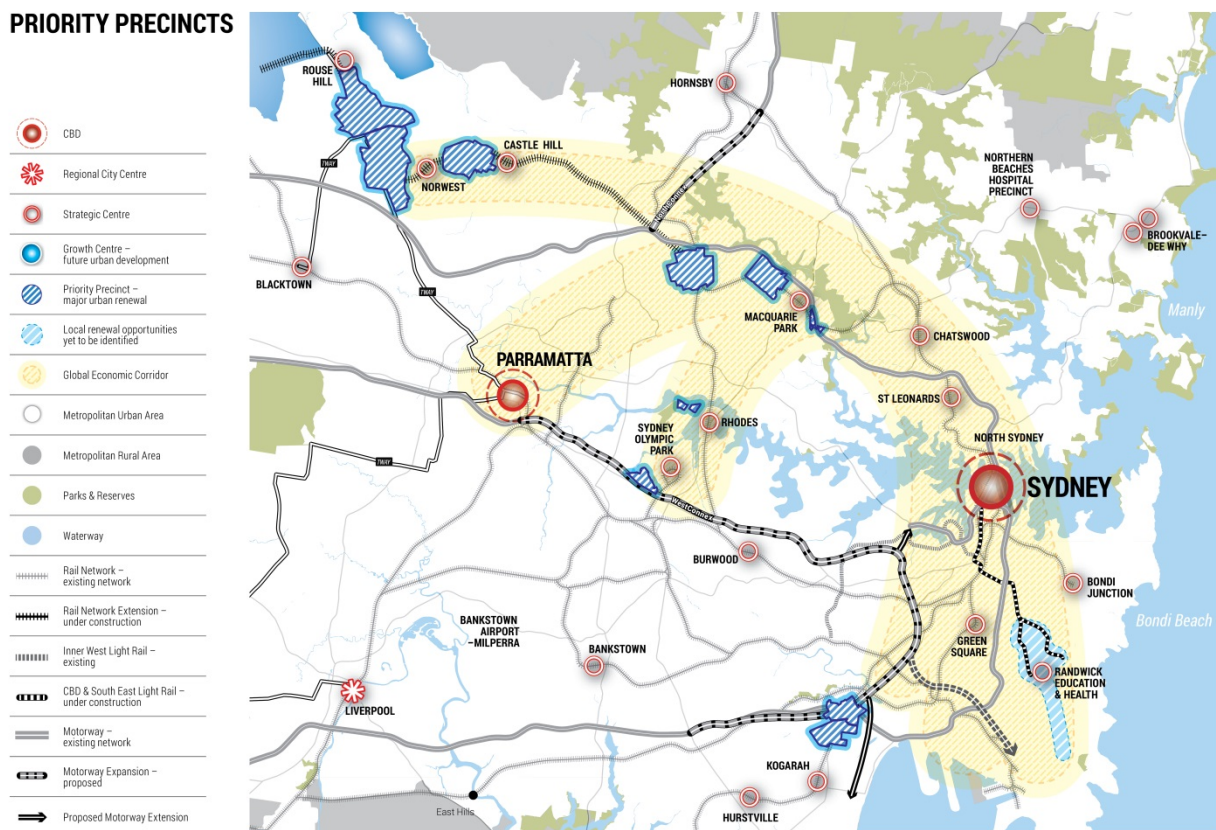 PRIORITY PRECINCTS
CBD
Regional City Centre
Strategic Centre
Growth Centre –
future urban development
Priority Precinct –
major urban renewal
Local renewal opportunities
yet to be identified
Global Economic Corridor
Metropolitan Urban Area
Metropolitan Rural Area
Parks & Reserves
Waterway
Rail Network –
existing network
Rail Network Extension –
under construction
Inner West Light Rail –
existing
CBD & South East Light Rail –
under construction
Motorway –
existing network
Motorway Expansion –
proposed
Proposed Motorway Extension
ROUSE
HILL
HORNSBY
CASTLE HILL
NORWEST
TWAY
NorthConnex
NORTHERN
BEACHES
HOSPITAL
PRECINCT
BROOKVALE–
DEE WHY
BLACKTOWN
TWAY
MACQUARIE
PARK
Manly
CHATSWOOD
PARRAMATTA
ST LEONARDS
RHODES
SYDNEY
OLYMPIC
PARK
NORTH SYDNEY
TWAY
SYDNEY
WestConnex
BURWOOD
BONDI
JUNCTION
Bondi Beach
BANKSTOWN
AIRPORT
–MILPERRA
BANKSTOWN
GREEN
SQUARE
RANDWICK
EDUCATION
& HEALTH
LIVERPOOL
KOGARAH
East Hills
HURSTVILLE